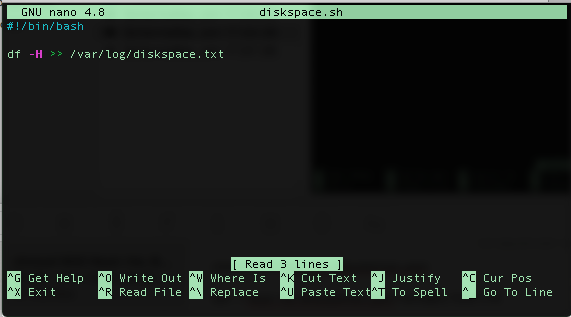 GNU nano 4.8 diskspace.sh
#!/bin/bash
df -H >> /var/log/diskspace.txt
[ Read 3 lines ]
^G Get Help ^O Write Out ^W Where Is ^K Cut Text ^J Justify ^C Cur Pos
^X Exit ^R Read File ^\ Replace ^U Paste Text ^T To Spell ^_ Go To Line